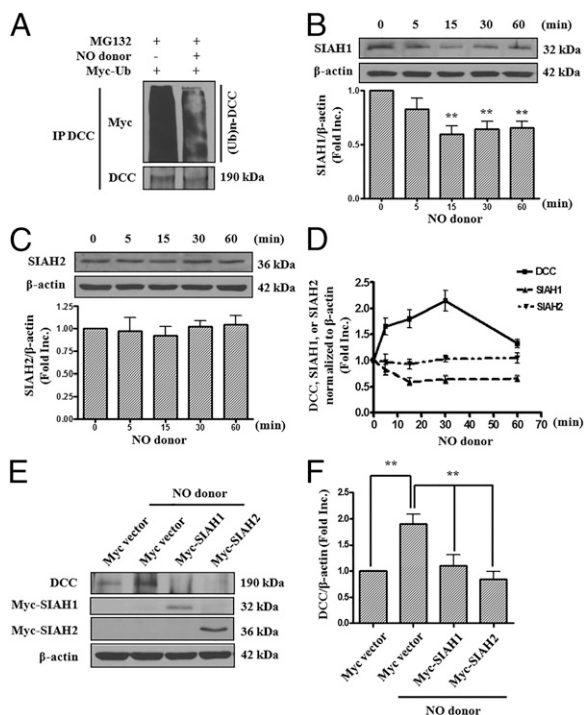 A
MG132 + +
NO donor - +
Myc-Ub + +
IP DCC
Myc
(Ub)n-DCC
DCC 190 kDa
B
0 5 15 30 60 (min)
SIAH1 32 kDa
β-actin 42 kDa
SIAH1/β-actin
(Fold Inc.)
1.00
0.75
0.50
0.25
0.0
** ** **
0 5 15 30 60 (min)
NO donor
C
0 5 15 30 60 (min)
SIAH2 36 kDa
β-actin 42 kDa
SIAH2/β-actin
(Fold Inc.)
1.25
1.00
0.75
0.50
0.25
0.00
0 5 15 30 60 (min)
NO donor
D
DCC, SIAH1, or SIAH2
normalized to β-actin
(Fold Inc.)
2.5
2.0
1.5
1.0
0.5
0.0
DCC
SIAH1
SIAH2
0 10 20 30 40 50 60 70
NO donor (min)
E
NO donor
Myc vector Myc vector Myc-SIAH1 Myc-SIAH2
DCC 190 kDa
Myc-SIAH1 32 kDa
Myc-SIAH2 36 kDa
β-actin 42 kDa
F
DCC/β-actin (Fold Inc.)
2.5
2.0
1.5
1.0
0.5
0.0
** **
Myc vector Myc vector Myc-SIAH1 Myc-SIAH2
NO donor